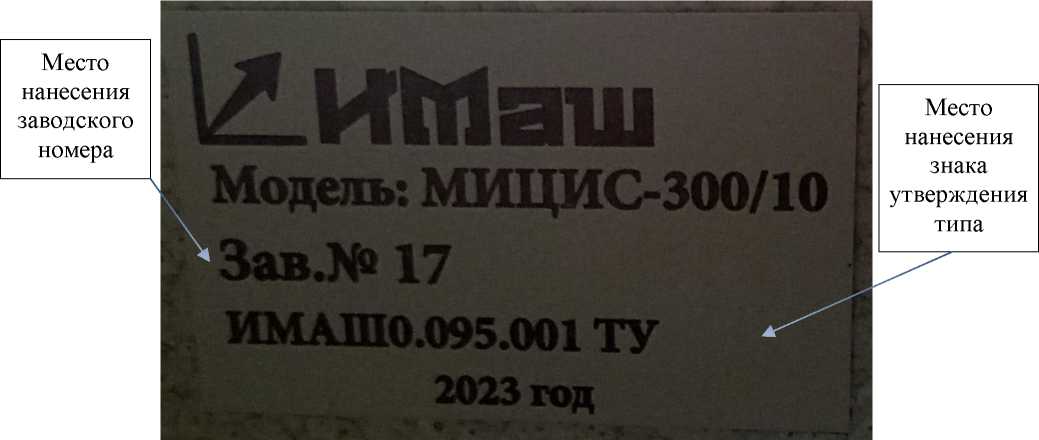 Место
нанесения
заводского
номера
имаш
Модель: МИЦИС-300/10
Зав.№ 17
ИМАШ0.095.001 ТУ
2023 год
Место
нанесения
знака
утверждения
типа